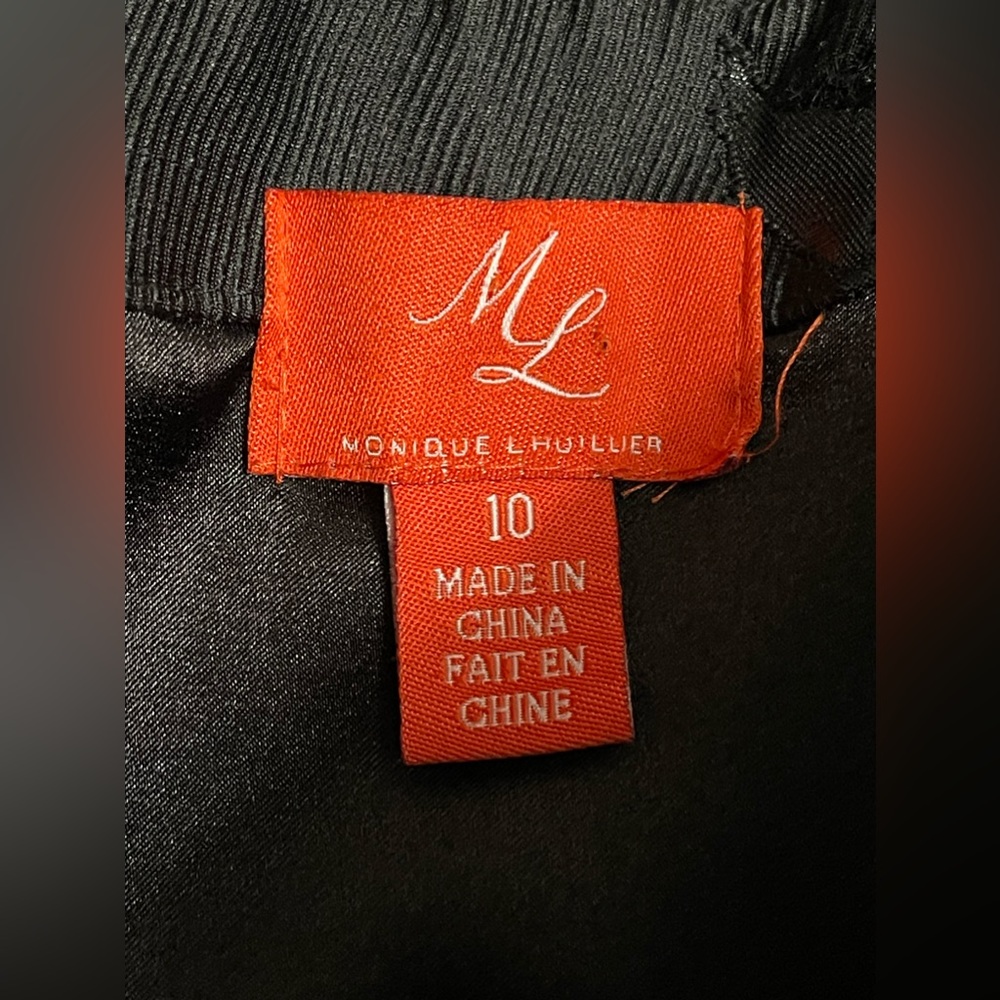 ML
MONIQUE LHUILLIER
10
MADE IN
CHINA
FAIT EN
CHINE